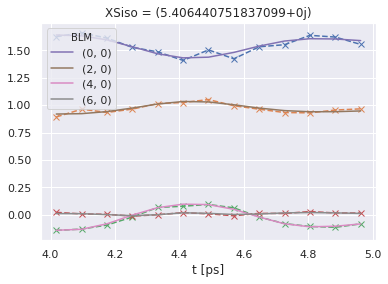 XSiso = (5.406440751837099+0j)
BLM
(0, 0)
(2, 0)
(4, 0)
(6, 0)
1.50
1.25
1.00
0.75
0.50
0.25
0.00
4.0 4.2 4.4 4.6 4.8 5.0
t [ps]